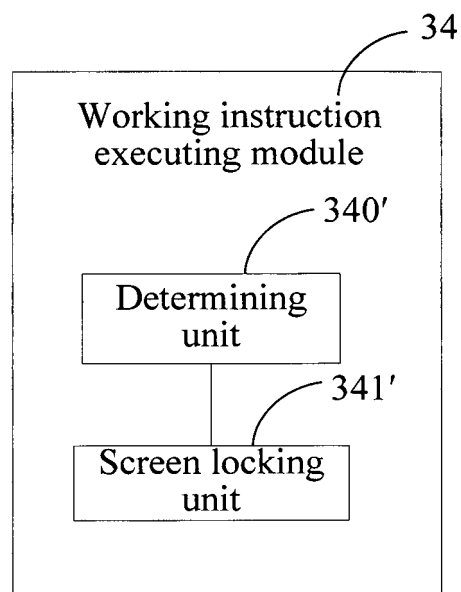 34
Working instruction
executing module
340′
Determining
unit
341′
Screen locking
unit